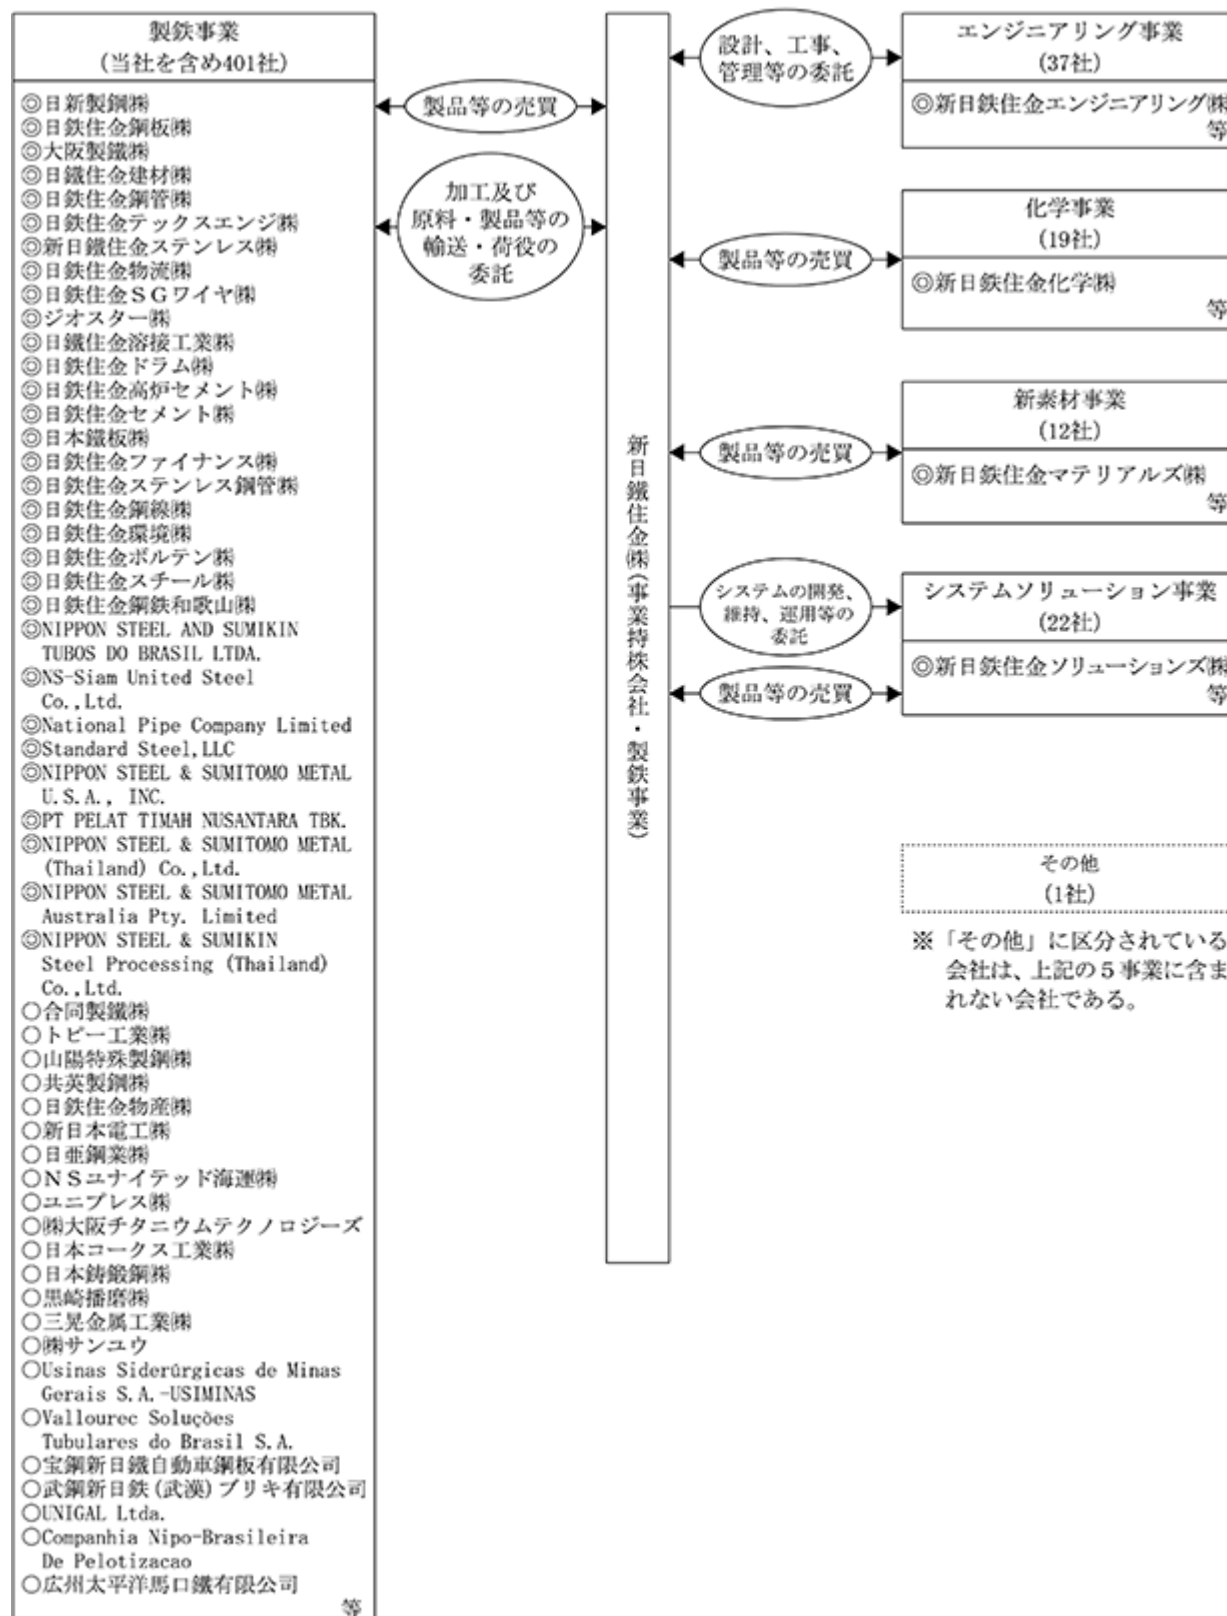 製鉄事業
(当社を含め401社)
◎日新製鋼㈱
◎日鉄住金鋼板㈱
◎大阪製鐵㈱
◎日鐵住金建材㈱
◎日鉄住金鋼管㈱
◎日鉄住金テックスエンジ㈱
◎新日鐵住金ステンレス㈱
◎日鉄住金物流㈱
◎日鉄住金SGワイヤ㈱
◎ジオスター㈱
◎日鐵住金溶接工業㈱
◎日鉄住金ドラム㈱
◎日鉄住金高炉セメント㈱
◎日鉄住金セメント㈱
◎日本鐵板㈱
◎日鉄住金ファイナンス㈱
◎日鉄住金ステンレス鋼管㈱
◎日鉄住金鋼線㈱
◎日鉄住金環境㈱
◎日鉄住金ボルテン㈱
◎日鉄住金スチール㈱
◎日鉄住金鋼鉄和歌山㈱
◎NIPPON STEEL AND SUMIKIN
TUBOS DO BRASIL LTDA.
◎NS-Siam United Steel
Co.,Ltd.
◎National Pipe Company Limited
◎Standard Steel,LLC
◎NIPPON STEEL & SUMITOMO METAL
U.S.A., INC.
◎PT PELAT TIMAH NUSANTARA TBK.
◎NIPPON STEEL & SUMITOMO METAL
(Thailand) Co.,Ltd.
◎NIPPON STEEL & SUMITOMO METAL
Australia Pty. Limited
◎NIPPON STEEL & SUMIKIN
Steel Processing (Thailand)
Co.,Ltd.
○合同製鐵㈱
○トピー工業㈱
○山陽特殊製鋼㈱
○共英製鋼㈱
○日鉄住金物産㈱
○新日本電工㈱
○日亜鋼業㈱
○NSユナイテッド海運㈱
○ユニプレス㈱
○㈱大阪チタニウムテクノロジーズ
○日本コークス工業㈱
○日本鋳鍛鋼㈱
○黒崎播磨㈱
○三晃金属工業㈱
○㈱サンユウ
○Usinas Siderúrgicas de Minas
Gerais S.A.-USIMINAS
○Vallourec Soluções
Tubulares do Brasil S.A.
○宝鋼新日鐵自動車鋼板有限公司
○武鋼新日鉄(武漢)ブリキ有限公司
○UNIGAL Ltda.
○Companhia Nipo-Brasileira
De Pelotizacao
○広州太平洋馬口鐵有限公司
等
製品等の売買
加工及び
原料・製品等の
輸送・荷役の
委託
新日鐵住金㈱(事業持株会社・製鉄事業)
設計、工事、
管理等の委託
製品等の売買
製品等の売買
システムの開発、
維持、運用等の
委託
製品等の売買
エンジニアリング事業
(37社)
◎新日鉄住金エンジニアリング㈱
等
化学事業
(19社)
◎新日鉄住金化学㈱
等
新素材事業
(12社)
◎新日鉄住金マテリアルズ㈱
等
システムソリューション事業
(22社)
◎新日鉄住金ソリューションズ㈱
等
その他
(1社)
※「その他」に区分されている
会社は、上記の5事業に含ま
れない会社である。